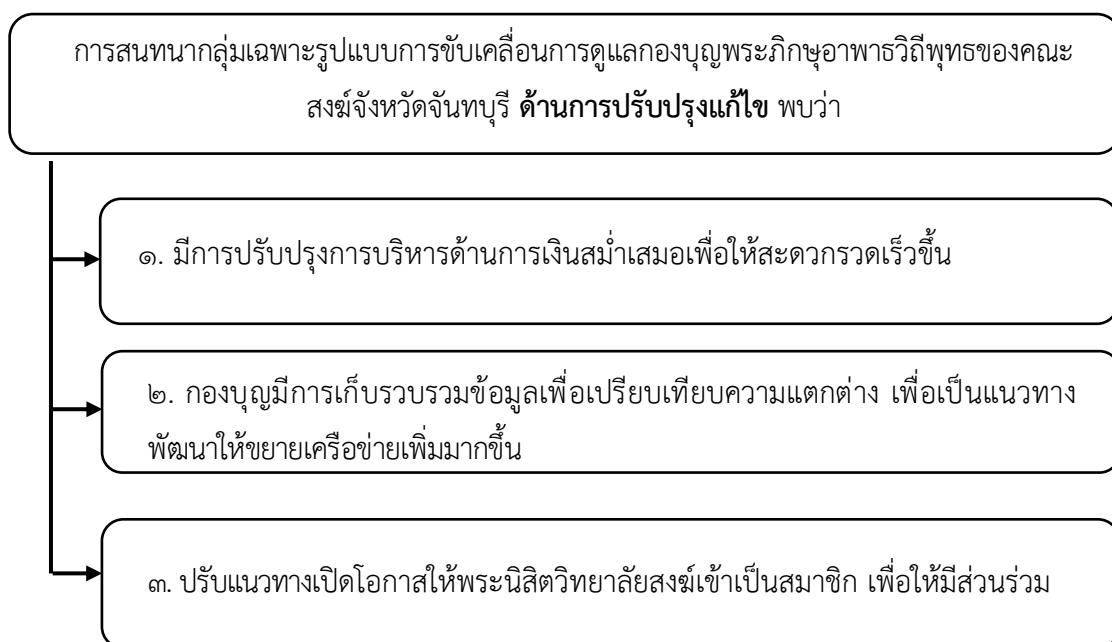 การสนทนากลุ่มเฉพาะรูปแบบการขับเคลื่อนการดูแลกองบุญพระภิกษุอาพาธวิถีพุทธของคณะ
สงฆ์จังหวัดจันทบุรี ด้านการปรับปรุงแก้ไข พบว่า
๑. มีการปรับปรุงการบริหารด้านการเงินสม่ำเสมอเพื่อให้สะดวกรวดเร็วขึ้น
๒. กองบุญมีการเก็บรวบรวมข้อมูลเพื่อเปรียบเทียบความแตกต่าง เพื่อเป็นแนวทาง
พัฒนาให้ขยายเครือข่ายเพิ่มมากขึ้น
๓. ปรับแนวทางเปิดโอกาสให้พระนิสิตวิทยาลัยสงฆ์เข้าเป็นสมาชิก เพื่อให้มีส่วนร่วม